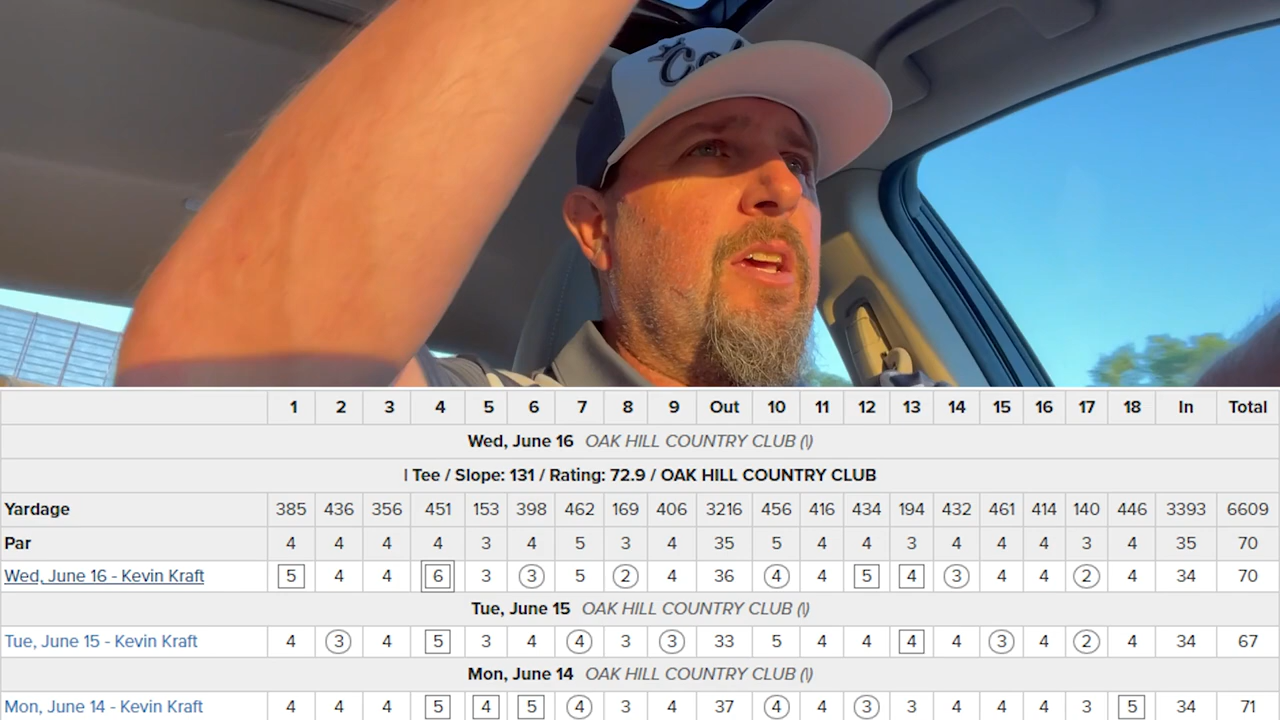 Co
1 2 3 4 5 6 7 8 9 Out 10 11 12 13 14 15 16 17 18 In Total
Wed, June 16 OAK HILL COUNTRY CLUB (\)
I Tee / Slope: 131 / Rating: 72.9 / OAK HILL COUNTRY CLUB
Yardage 385 436 356 451 153 398 462 169 406 3216 456 416 434 194 432 461 414 140 446 3393 6609
Par 4 4 4 4 3 4 5 3 4 35 5 4 4 3 4 4 4 3 4 35 70
Wed, June 16 - Kevin Kraft 5 4 4 6 3 3 5 2 4 36 4 4 5 4 3 4 4 2 4 34 70
Tue, June 15 OAK HILL COUNTRY CLUB (\)
Tue, June 15 - Kevin Kraft 4 3 4 5 3 4 4 3 3 33 5 4 4 4 4 3 4 2 4 34 67
Mon, June 14 OAK HILL COUNTRY CLUB (\)
Mon, June 14 - Kevin Kraft 4 4 4 5 4 5 4 3 4 37 4 4 3 3 4 4 4 3 5 34 71